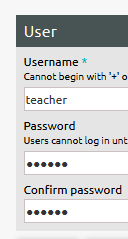 User
Username *
Cannot begin with '+' o
teacher
Password
Users cannot log in unt
••••••
Confirm password
••••••